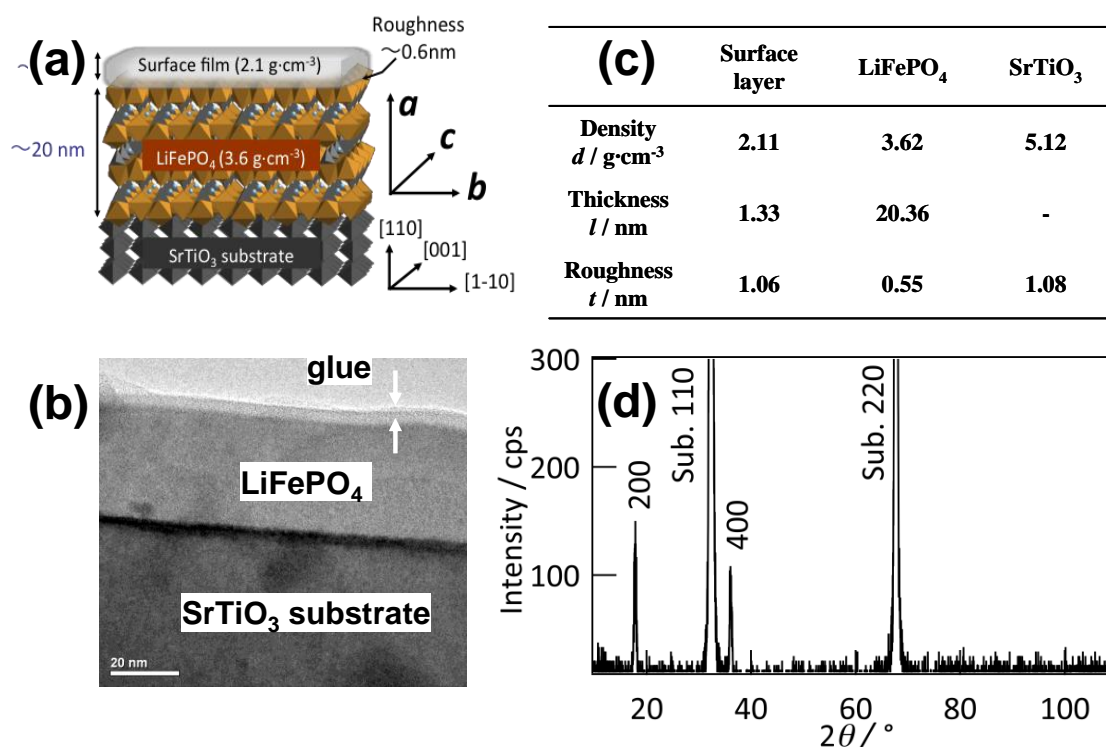 (a)
Roughness
~0.6nm
Surface film (2.1 g·cm⁻³)
~20 nm
LiFePO₄ (3.6 g·cm⁻³)
SrTiO₃ substrate
a
c
b
[110]
[001]
[1-10]
(c)
Surface layer LiFePO₄ SrTiO₃
Density d / g·cm⁻³ 2.11 3.62 5.12
Thickness l / nm 1.33 20.36 -
Roughness t / nm 1.06 0.55 1.08
(b)
glue
LiFePO₄
SrTiO₃ substrate
20 nm
(d)
Intensity / cps
300
200
100
200
Sub. 110
400
Sub. 220
20 40 60 80 100
2θ / °